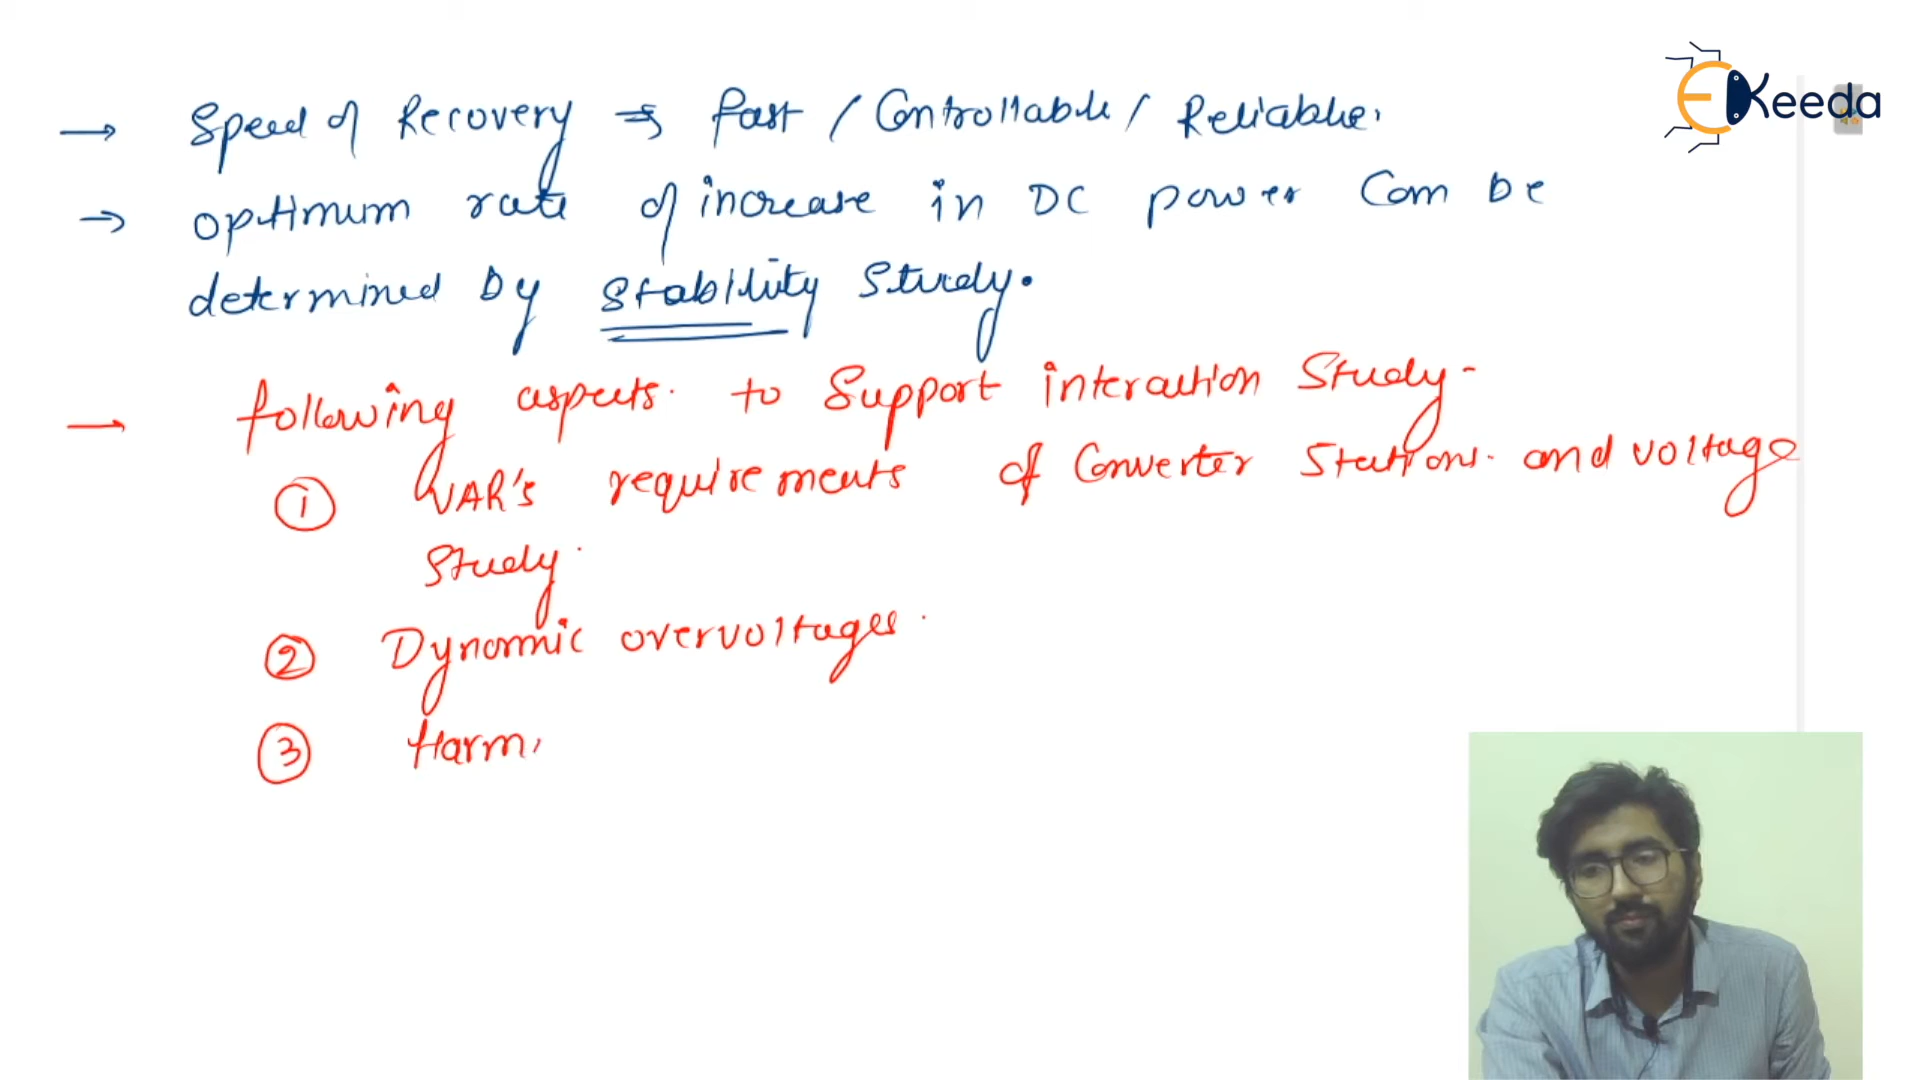 EKeeda
→ Speed of Recovery ⇒ fast / Controllable / Reliable.
→ optimum rate of increase in DC power Can be
determined by stability Study.
→ following aspects to Support interaction Study-
① VAR's requirements of Converter Stations and voltage
Study.
② Dynamic overvoltages.
③ Harm